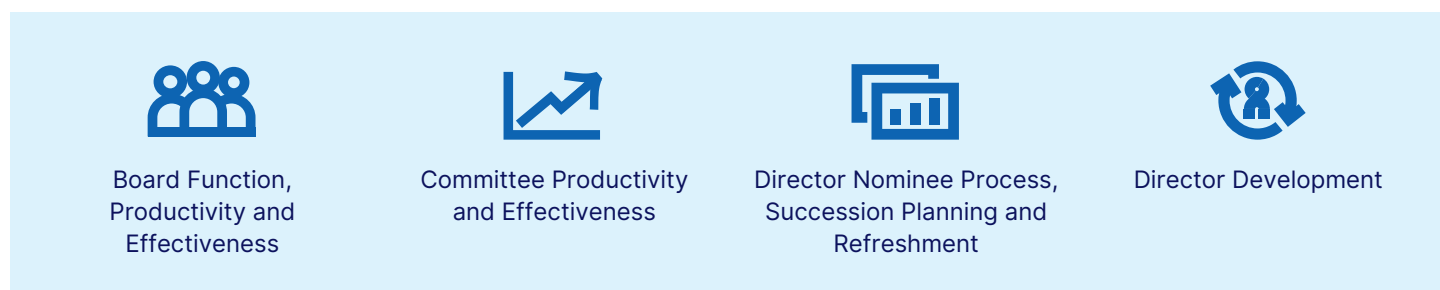 Board Function,
Productivity and
Effectiveness
Committee Productivity
and Effectiveness
Director Nominee Process,
Succession Planning and
Refreshment
Director Development